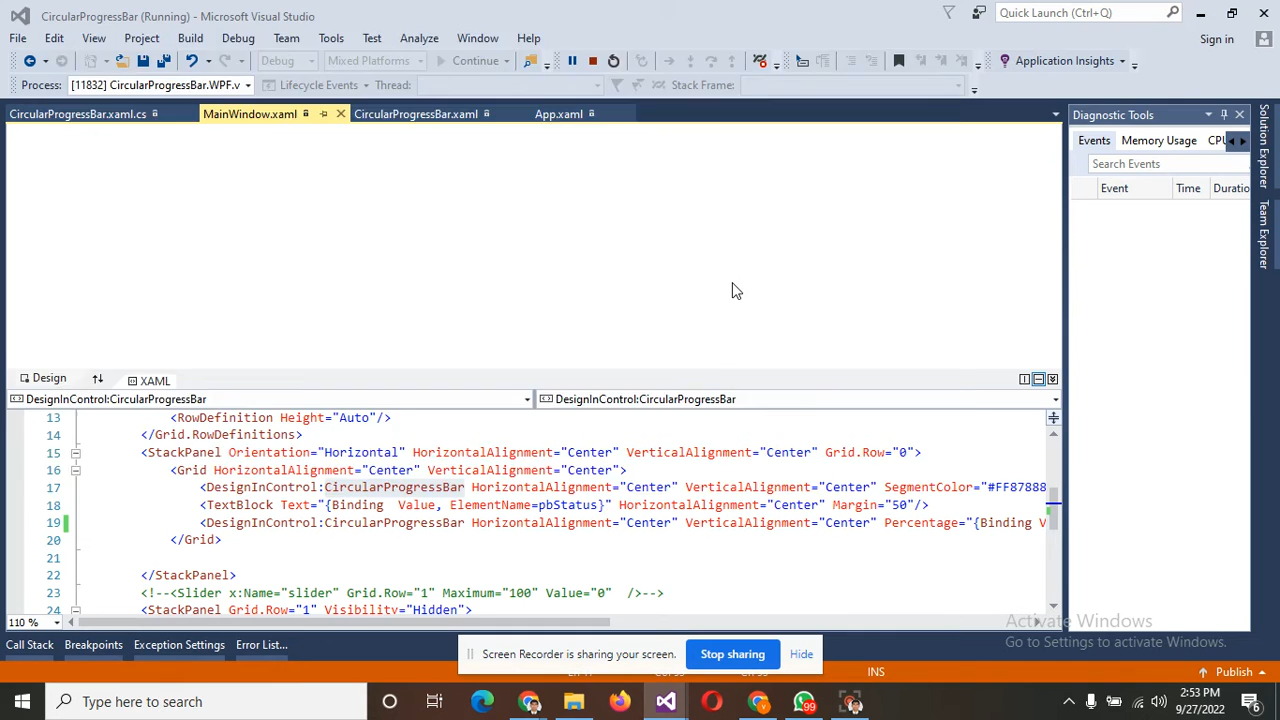 CircularProgressBar (Running) - Microsoft Visual Studio
Quick Launch (Ctrl+Q)
File Edit View Project Build Debug Team Tools Test Analyze Window Help
Sign in
Debug Mixed Platforms Continue Application Insights
Process: [11832] CircularProgressBar.WPF.v Lifecycle Events Thread: Stack Frame:
CircularProgressBar.xaml.cs MainWindow.xaml CircularProgressBar.xaml App.xaml
Diagnostic Tools
Events Memory Usage CPU
Search Events
Event Time Duratio
Solution Explorer
Team Explorer
Design XAML
DesignInControl:CircularProgressBar DesignInControl:CircularProgressBar
13 <RowDefinition Height="Auto"/>
14 </Grid.RowDefinitions>
15 <StackPanel Orientation="Horizontal" HorizontalAlignment="Center" VerticalAlignment="Center" Grid.Row="0">
16 <Grid HorizontalAlignment="Center" VerticalAlignment="Center">
17 <DesignInControl:CircularProgressBar HorizontalAlignment="Center" VerticalAlignment="Center" SegmentColor="#FF87888
18 <TextBlock Text="{Binding Value, ElementName=pbStatus}" HorizontalAlignment="Center" Margin="50"/>
19 <DesignInControl:CircularProgressBar HorizontalAlignment="Center" VerticalAlignment="Center" Percentage="{Binding V
20 </Grid>
21
22 </StackPanel>
23 <!--<Slider x:Name="slider" Grid.Row="1" Maximum="100" Value="0" />-->
24 <StackPanel Grid.Row="1" Visibility="Hidden">
110 %
Activate Windows
Go to Settings to activate Windows.
Call Stack Breakpoints Exception Settings Error List...
Screen Recorder is sharing your screen. Stop sharing Hide
INS
Publish
Type here to search
99
2:53 PM
9/27/2022
6